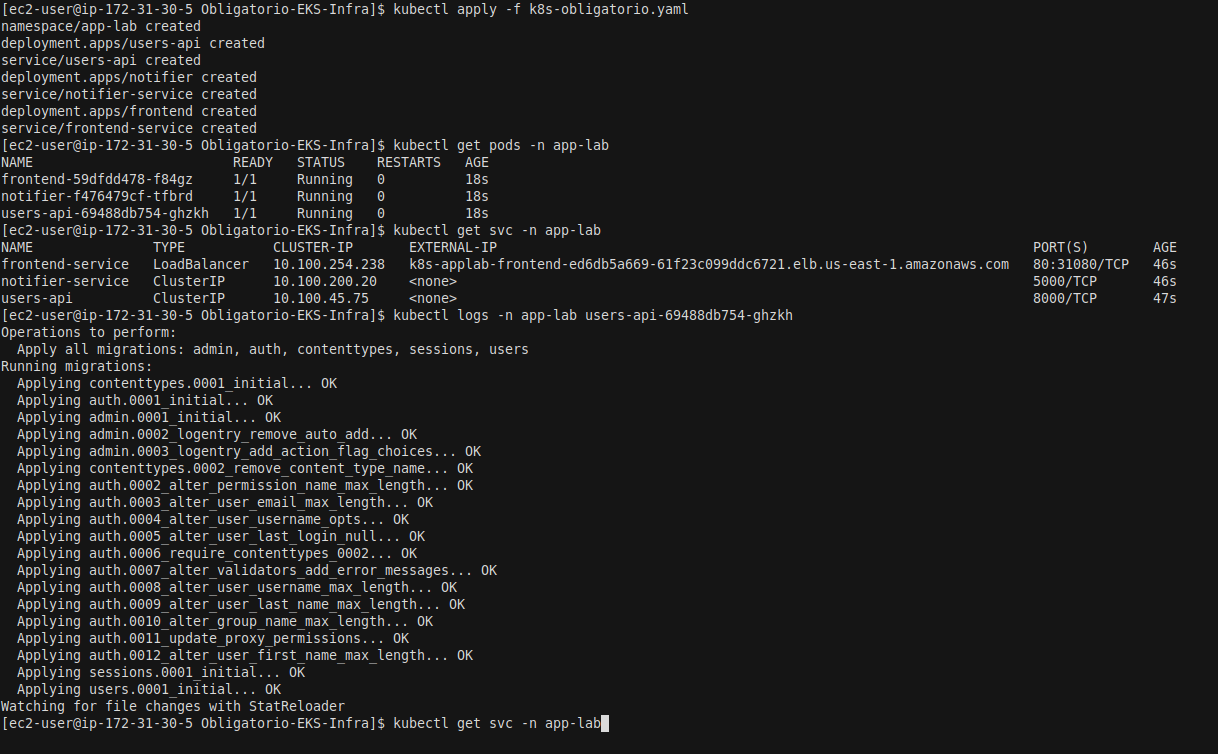 [ec2-user@ip-172-31-30-5 Obligatorio-EKS-Infra]$ kubectl apply -f k8s-obligatorio.yaml
namespace/app-lab created
deployment.apps/users-api created
service/users-api created
deployment.apps/notifier created
service/notifier-service created
deployment.apps/frontend created
service/frontend-service created
[ec2-user@ip-172-31-30-5 Obligatorio-EKS-Infra]$ kubectl get pods -n app-lab
NAME                         READY   STATUS    RESTARTS   AGE
frontend-59dfdd478-f84gz     1/1     Running   0          18s
notifier-f476479cf-tfbrd     1/1     Running   0          18s
users-api-69488db754-ghzkh   1/1     Running   0          18s
[ec2-user@ip-172-31-30-5 Obligatorio-EKS-Infra]$ kubectl get svc -n app-lab
NAME               TYPE           CLUSTER-IP       EXTERNAL-IP                                                                   PORT(S)        AGE
frontend-service   LoadBalancer   10.100.254.238   k8s-applab-frontend-ed6db5a669-61f23c099ddc6721.elb.us-east-1.amazonaws.com   80:31080/TCP   46s
notifier-service   ClusterIP      10.100.200.20    <none>                                                                        5000/TCP       46s
users-api          ClusterIP      10.100.45.75     <none>                                                                        8000/TCP       47s
[ec2-user@ip-172-31-30-5 Obligatorio-EKS-Infra]$ kubectl logs -n app-lab users-api-69488db754-ghzkh
Operations to perform:
  Apply all migrations: admin, auth, contenttypes, sessions, users
Running migrations:
  Applying contenttypes.0001_initial... OK
  Applying auth.0001_initial... OK
  Applying admin.0001_initial... OK
  Applying admin.0002_logentry_remove_auto_add... OK
  Applying admin.0003_logentry_add_action_flag_choices... OK
  Applying contenttypes.0002_remove_content_type_name... OK
  Applying auth.0002_alter_permission_name_max_length... OK
  Applying auth.0003_alter_user_email_max_length... OK
  Applying auth.0004_alter_user_username_opts... OK
  Applying auth.0005_alter_user_last_login_null... OK
  Applying auth.0006_require_contenttypes_0002... OK
  Applying auth.0007_alter_validators_add_error_messages... OK
  Applying auth.0008_alter_user_username_max_length... OK
  Applying auth.0009_alter_user_last_name_max_length... OK
  Applying auth.0010_alter_group_name_max_length... OK
  Applying auth.0011_update_proxy_permissions... OK
  Applying auth.0012_alter_user_first_name_max_length... OK
  Applying sessions.0001_initial... OK
  Applying users.0001_initial... OK
Watching for file changes with StatReloader
[ec2-user@ip-172-31-30-5 Obligatorio-EKS-Infra]$ kubectl get svc -n app-lab